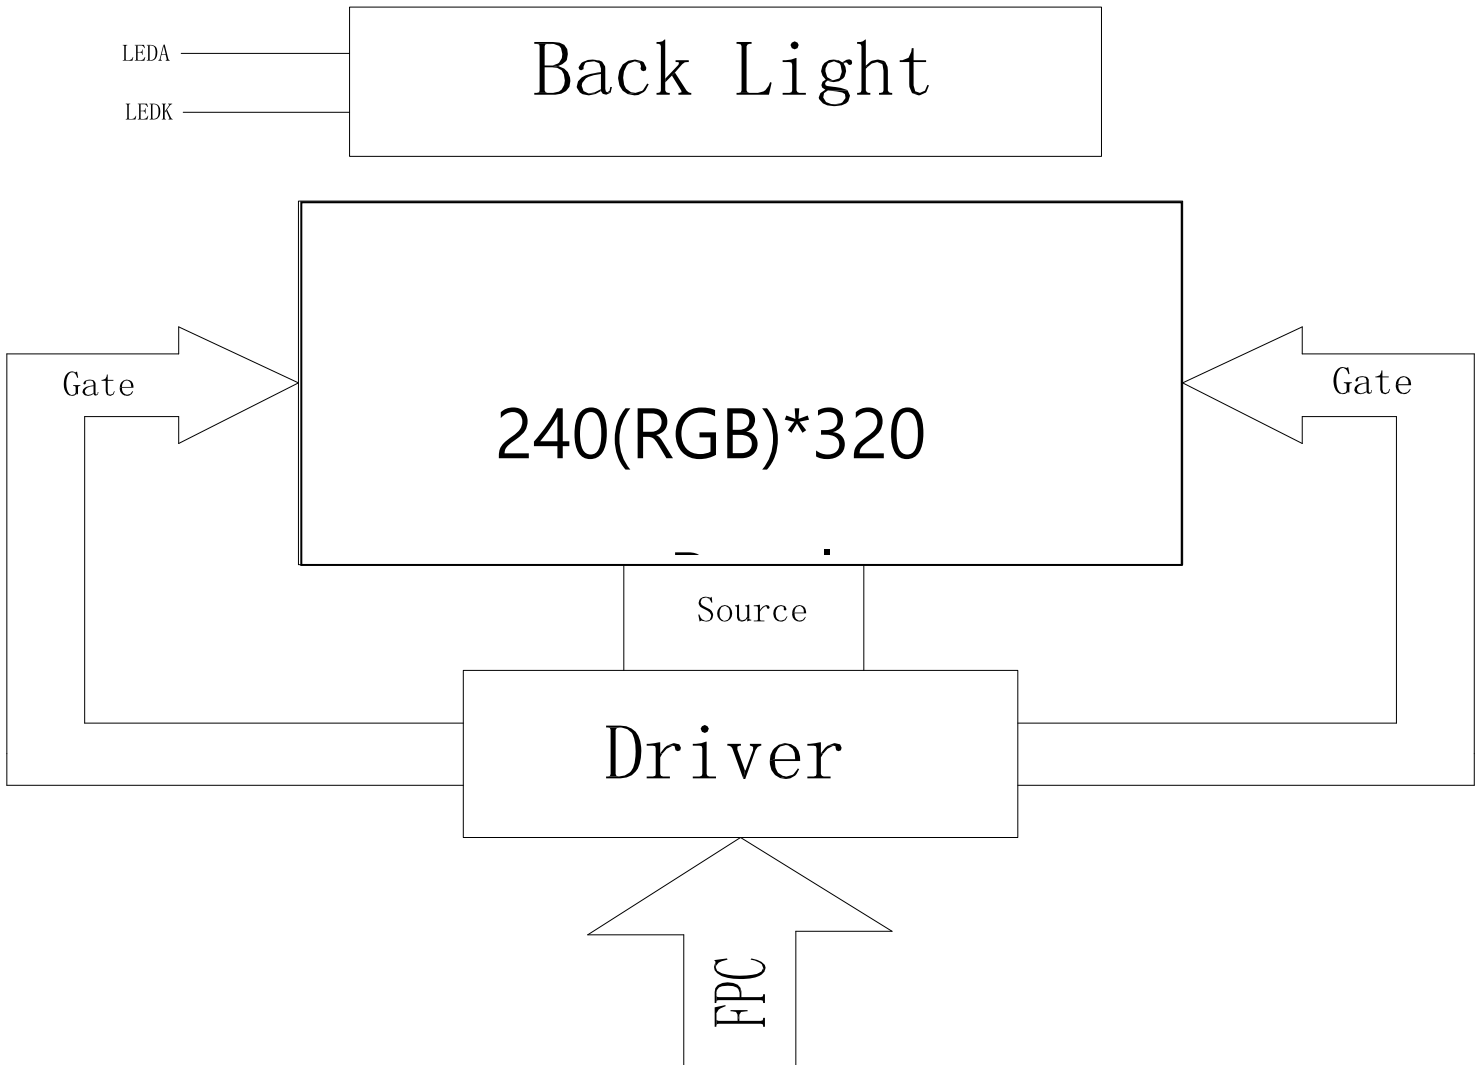 LEDA
Back Light
LEDK
Gate
Gate
240(RGB)*320
Source
Driver
FPC